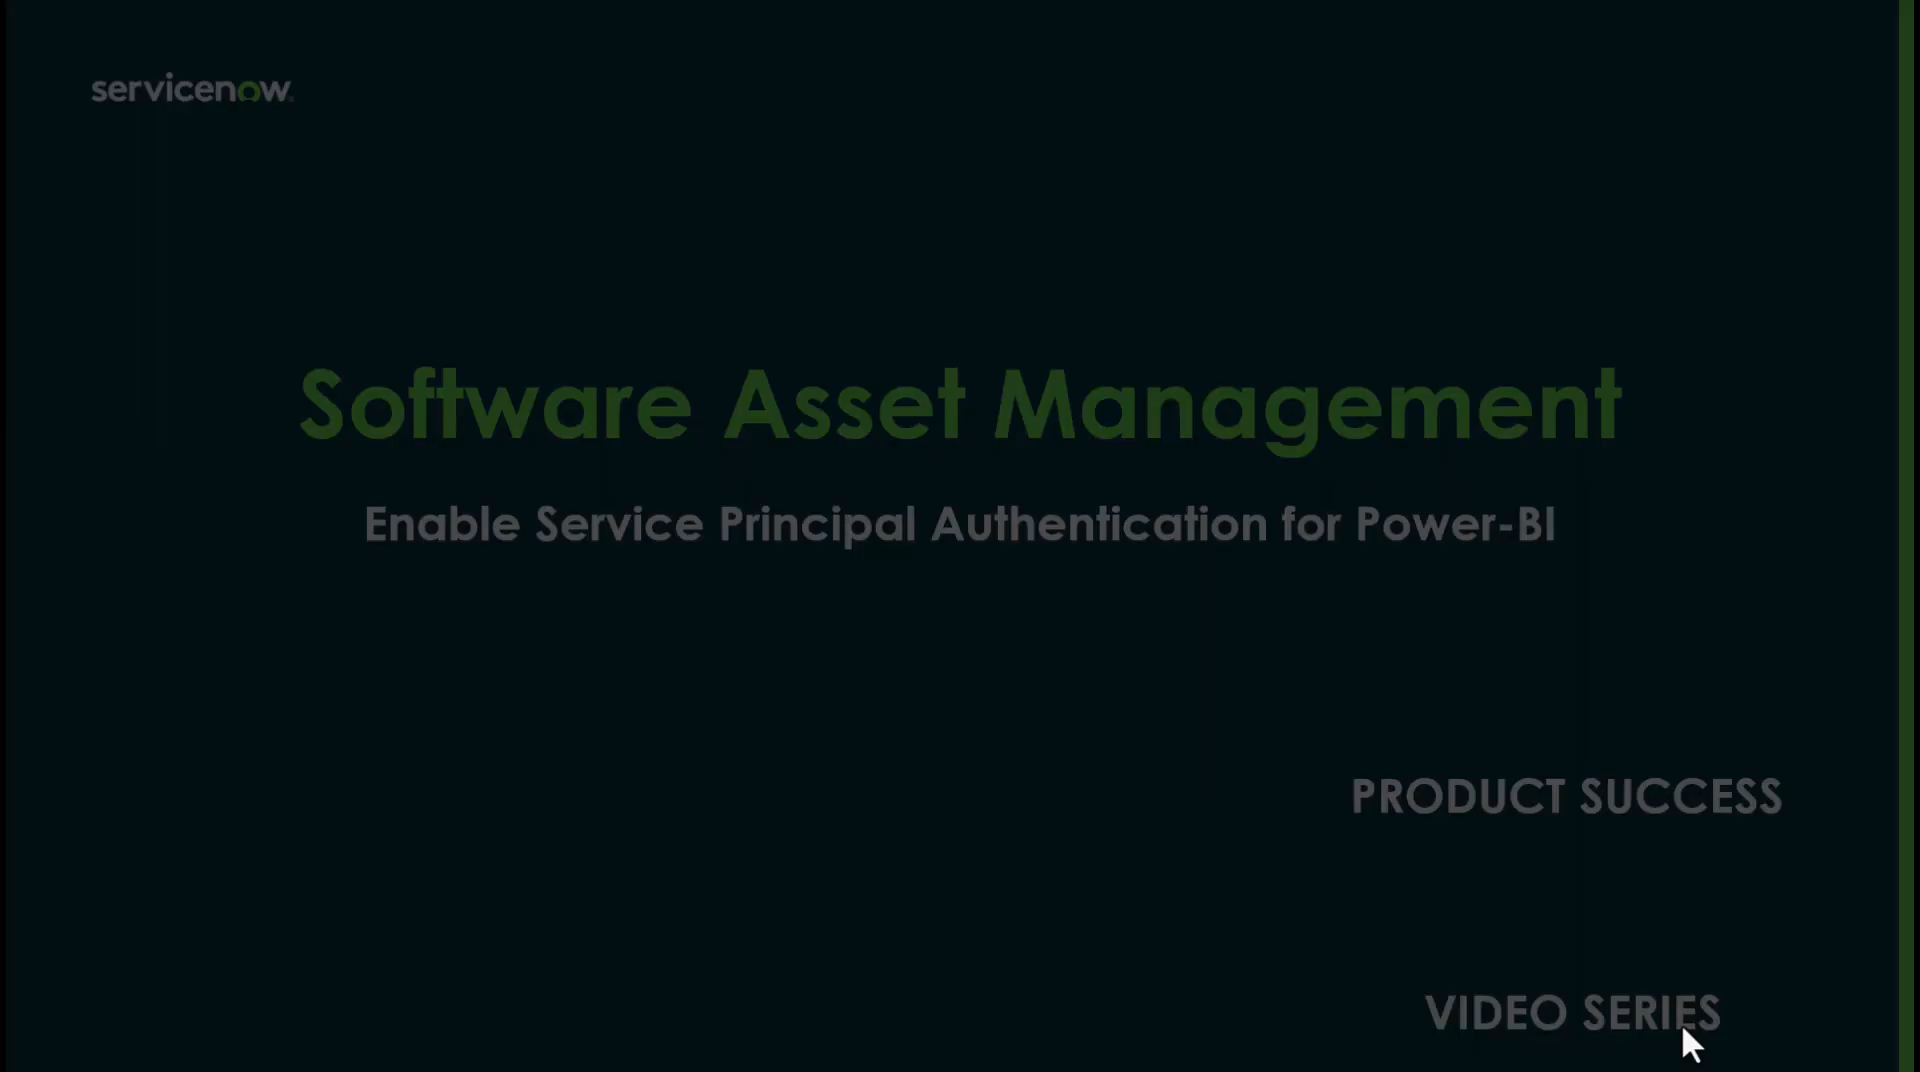 servicenow.
Software Asset Management
Enable Service Principal Authentication for Power-BI
PRODUCT SUCCESS
VIDEO SERIES